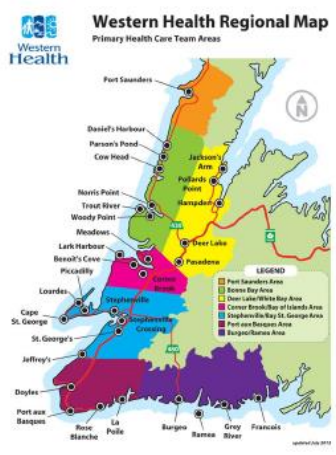 Western Health Regional Map
Primary Health Care Team Areas
Western
Health
Port Saunders
Daniel's Harbour
Parson's Pond
Cow Head
Jackson's
Arm
Pollards
Point
Norris Point
Hampden
Trout River
Woody Point
430
Meadows
Deer Lake
Lark Harbour
Benoit's Cove
Pasadena
Piccadilly
Corner
Brook
Lourdes
Stephenville
Cape
St. George
Stephenville
Crossing
St. George's
Jeffrey's
480
Doyles
Port aux
Basques
Rose
Blanche
La
Poile
Burgeo
Ramea
Grey
River
Francois
N
LEGEND
Port Saunders Area
Bonne Bay Area
Deer Lake/White Bay Area
Corner Brook/Bay of Islands Area
Stephenville/Bay St. George Area
Port aux Basques Area
Burgeo/Ramea Area